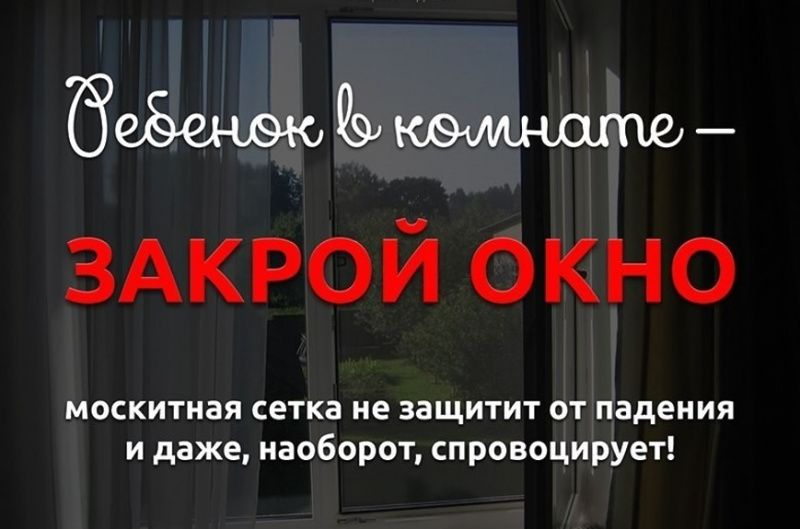 Ребенок в комнате –
ЗАКРОЙ ОКНО
москитная сетка не защитит от падения
и даже, наоборот, спровоцирует!